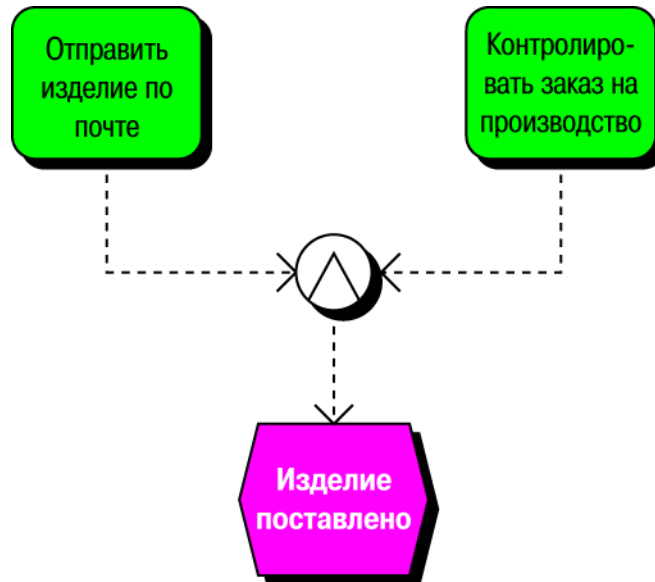 Отправить
изделие по
почте
Контролиро-
вать заказ на
производство
Изделие
поставлено